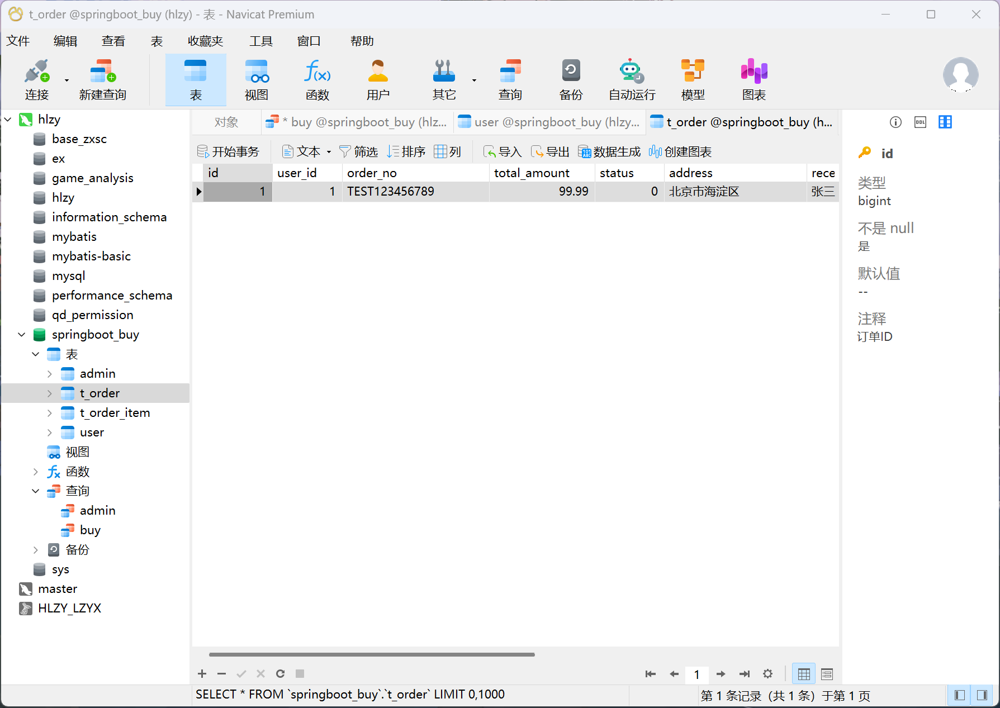 t_order @springboot_buy (hlzy) - 表 - Navicat Premium
文件 编辑 查看 表 收藏夹 工具 窗口 帮助
连接 新建查询 表 视图 函数 用户 其它 查询 备份 自动运行 模型 图表
对象 * buy @springboot_buy (hlz... user @springboot_buy (hlzy... t_order @springboot_buy (h...
开始事务 文本 筛选 排序 列 导入 导出 数据生成 创建图表
id user_id order_no total_amount status address rece
1 1 TEST123456789 99.99 0 北京市海淀区 张三
hlzy
base_zxsc
ex
game_analysis
hlzy
information_schema
mybatis
mybatis-basic
mysql
performance_schema
qd_permission
springboot_buy
表
admin
t_order
t_order_item
user
视图
函数
查询
admin
buy
备份
sys
master
HLZY_LZYX
DDL
id
类型
bigint
不是 null
是
默认值
--
注释
订单ID
1
SELECT * FROM `springboot_buy`.`t_order` LIMIT 0,1000
第 1 条记录（共 1 条）于第 1 页